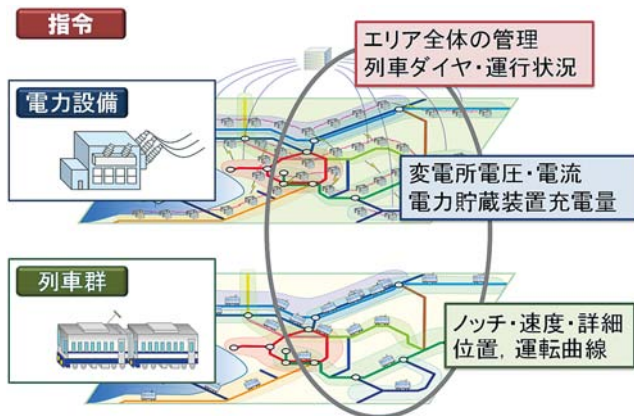 指令
エリア全体の管理
列車ダイヤ・運行状況
電力設備
変電所電圧・電流
電力貯蔵装置充電量
列車群
ノッチ・速度・詳細
位置, 運転曲線